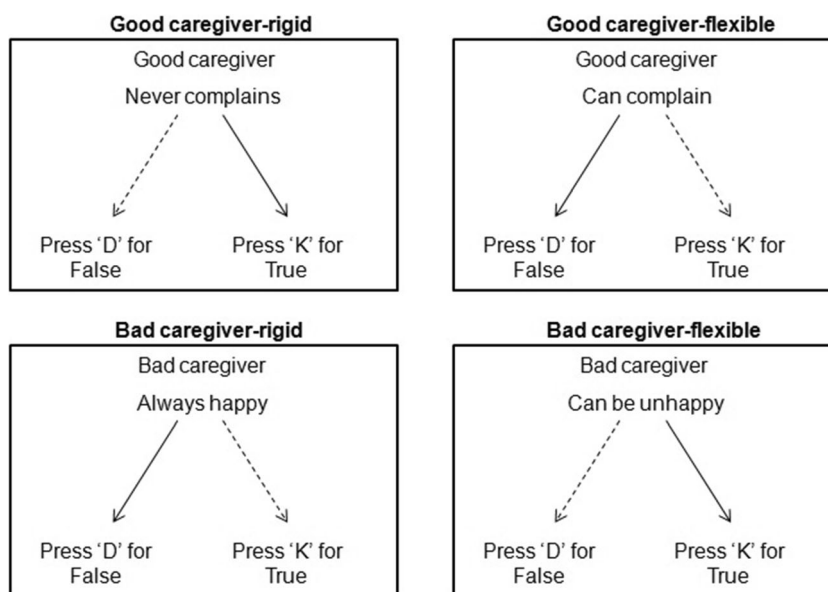 Good caregiver-rigid
Good caregiver
Never complains
Press ‘D’ for
False
Press ‘K’ for
True
Good caregiver-flexible
Good caregiver
Can complain
Press ‘D’ for
False
Press ‘K’ for
True
Bad caregiver-rigid
Bad caregiver
Always happy
Press ‘D’ for
False
Press ‘K’ for
True
Bad caregiver-flexible
Bad caregiver
Can be unhappy
Press ‘D’ for
False
Press ‘K’ for
True